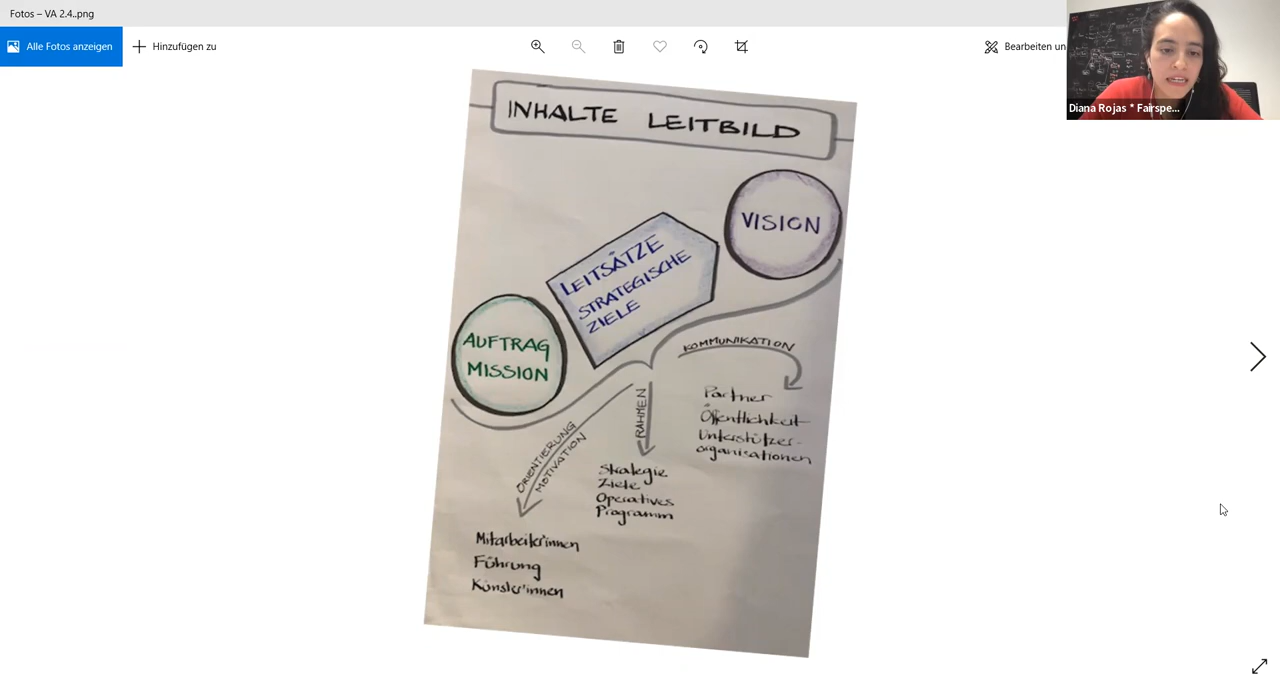 Fotos – VA 2.4..png
Alle Fotos anzeigen
Hinzufügen zu
Bearbeiten un
Diana Rojas * Fairspe...
INHALTE LEITBILD
VISION
LEITSÄTZE
STRATEGISCHE
ZIELE
AUFTRAG
MISSION
KOMMUNIKATION
Partner
Öffentlichkeit
Unterstützer-
organisationen
RAHMEN
Strategie
Ziele
Operatives
Programm
ORIENTIERUNG
MOTIVATION
Mitarbeiter*innen
Führung
Künsler*innen